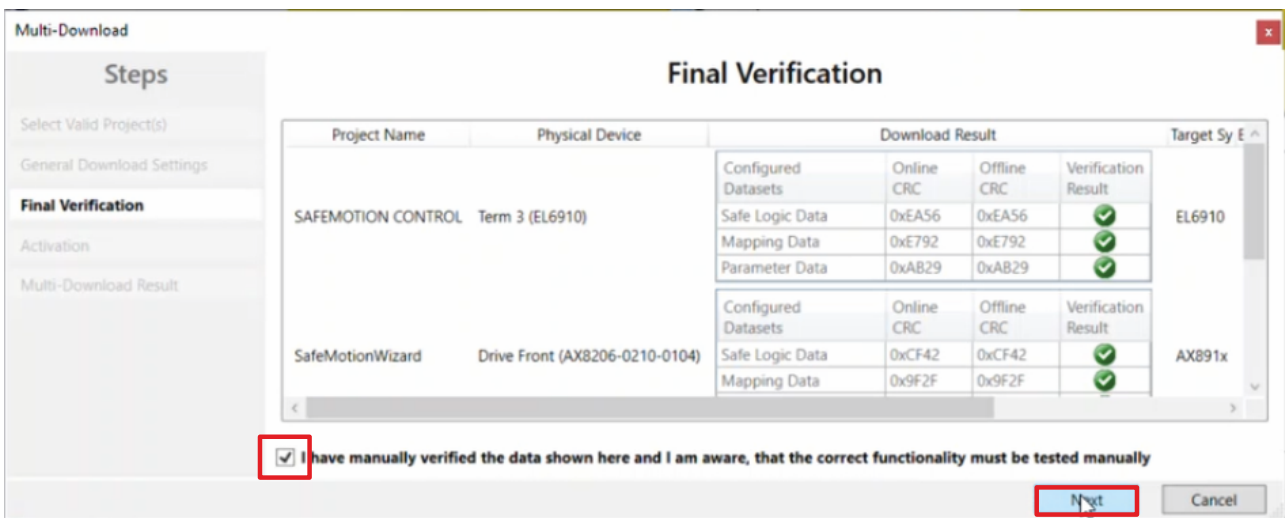 Multi-Download
x
Steps
Final Verification
Select Valid Project(s)
General Download Settings
Final Verification
Activation
Multi-Download Result
Project Name Physical Device Download Result Target Sy E
Configured Datasets Online CRC Offline CRC Verification Result
SAFEMOTION CONTROL Term 3 (EL6910) EL6910
Safe Logic Data 0xEA56 0xEA56
Mapping Data 0xE792 0xE792
Parameter Data 0xAB29 0xAB29
Configured Datasets Online CRC Offline CRC Verification Result
SafeMotionWizard Drive Front (AX8206-0210-0104) AX891x
Safe Logic Data 0xCF42 0xCF42
Mapping Data 0x9F2F 0x9F2F
I have manually verified the data shown here and I am aware, that the correct functionality must be tested manually
Next Cancel